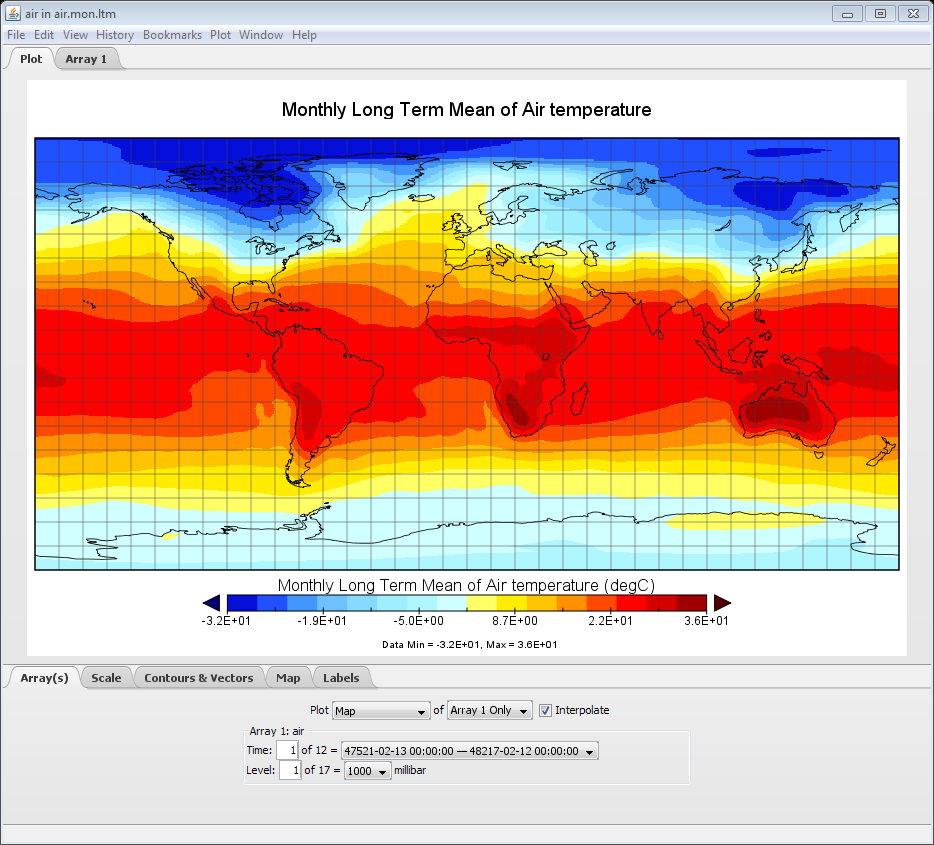 air in air.mon.ltm
File Edit View History Bookmarks Plot Window Help
Plot Array 1
Monthly Long Term Mean of Air temperature
Monthly Long Term Mean of Air temperature (degC)
-3.2E+01 -1.9E+01 -5.0E+00 8.7E+00 2.2E+01 3.6E+01
Data Min = -3.2E+01, Max = 3.6E+01
Array(s) Scale Contours & Vectors Map Labels
Plot Map of Array 1 Only Interpolate
Array 1: air
Time: 1 of 12 = 47521-02-13 00:00:00 — 48217-02-12 00:00:00
Level: 1 of 17 = 1000 millibar